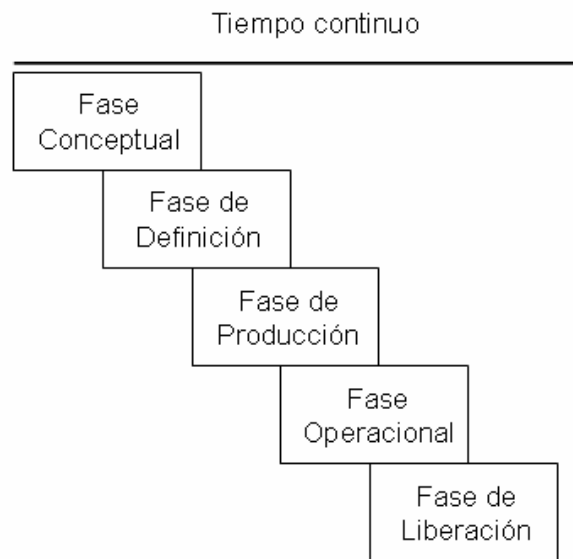 Tiempo continuo
Fase
Conceptual
Fase de
Definición
Fase de
Producción
Fase
Operacional
Fase de
Liberación